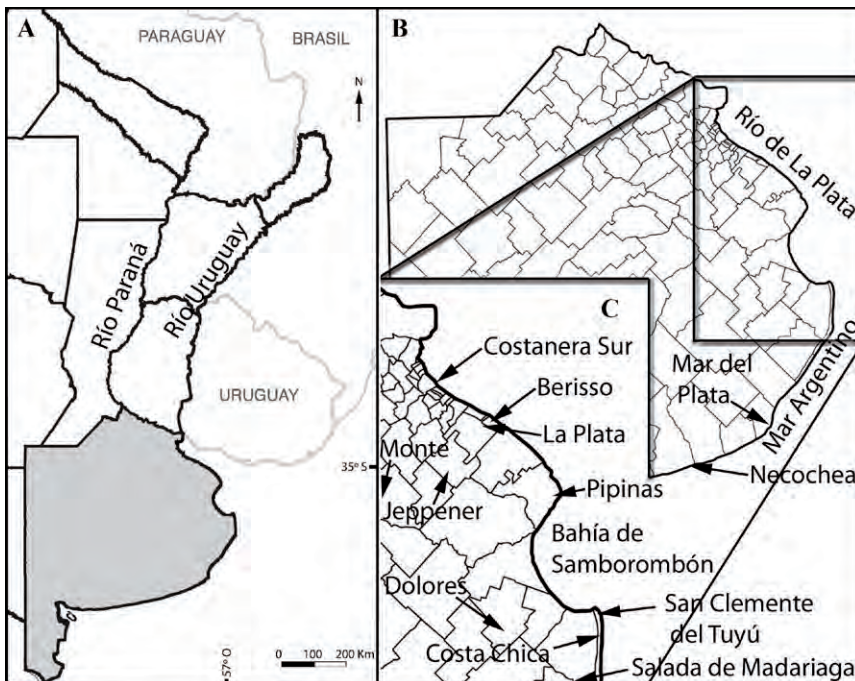 A
PARAGUAY
BRASIL
N
Río Paraná
Río Uruguay
URUGUAY
35º S
57º O
0 100 200 Km
B
Río de La Plata
Mar del
Plata
Mar Argentino
Necochea
C
Costanera Sur
Berisso
La Plata
Monte
Jeppener
Pipinas
Bahía de
Samborombón
Dolores
San Clemente
del Tuyú
Costa Chica
Salada de Madariaga